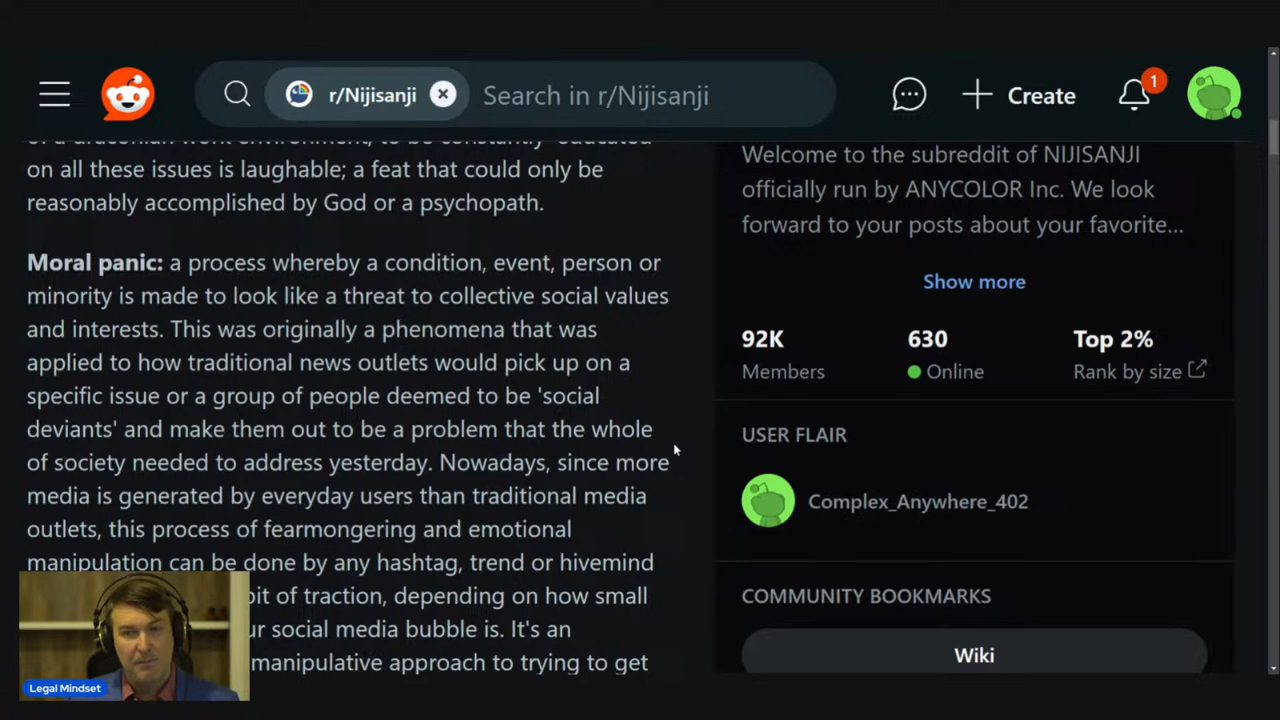 r/Nijisanji
Search in r/Nijisanji
Create
1
on all these issues is laughable; a feat that could only be
reasonably accomplished by God or a psychopath.
Moral panic: a process whereby a condition, event, person or
minority is made to look like a threat to collective social values
and interests. This was originally a phenomena that was
applied to how traditional news outlets would pick up on a
specific issue or a group of people deemed to be 'social
deviants' and make them out to be a problem that the whole
of society needed to address yesterday. Nowadays, since more
media is generated by everyday users than traditional media
outlets, this process of fearmongering and emotional
manipulation can be done by any hashtag, trend or hivemind
bit of traction, depending on how small
social media bubble is. It's an
manipulative approach to trying to get
Legal Mindset
Welcome to the subreddit of NIJISANJI
officially run by ANYCOLOR Inc. We look
forward to your posts about your favorite...
Show more
92K
Members
630
Online
Top 2%
Rank by size
USER FLAIR
Complex_Anywhere_402
COMMUNITY BOOKMARKS
Wiki